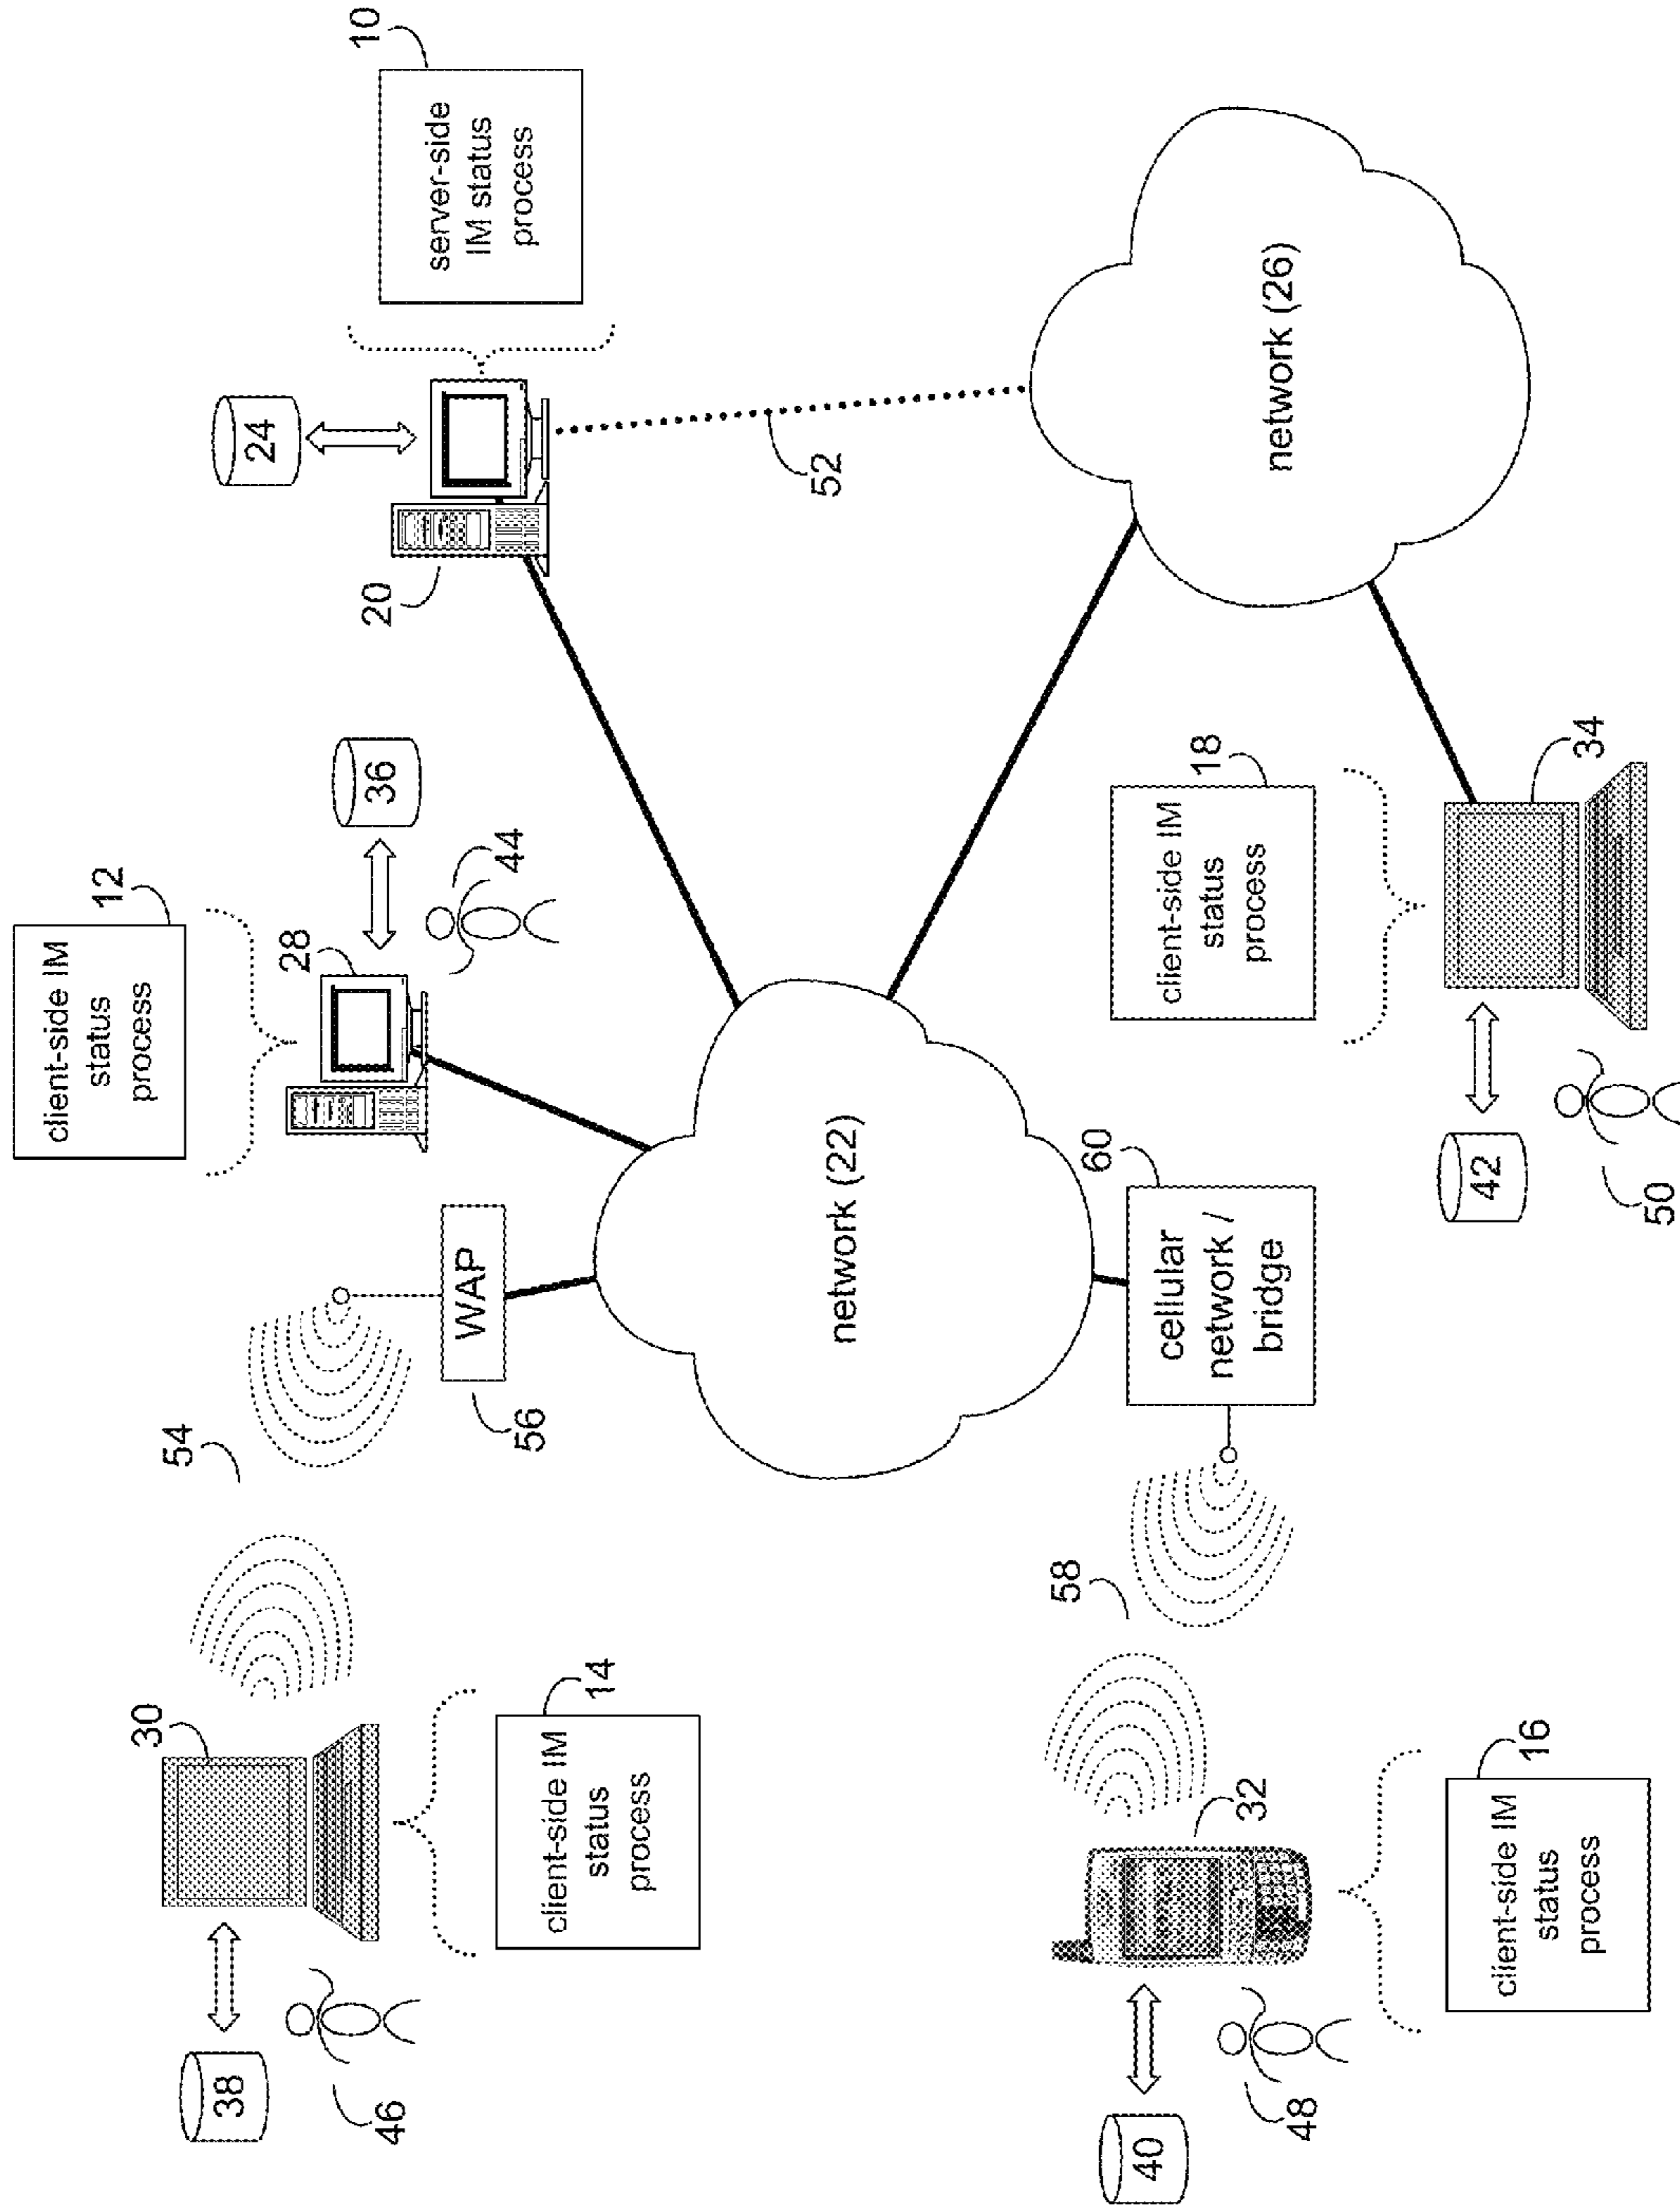 38
46
30
client-side IM
status
process
14
54
56
WAP
client-side IM
status
process
12
28
36
44
24
20
server-side
IM status
process
10
52
network (22)
network (26)
40
48
32
client-side IM
status
process
16
58
cellular
network /
bridge
60
client-side IM
status
process
18
42
50
34